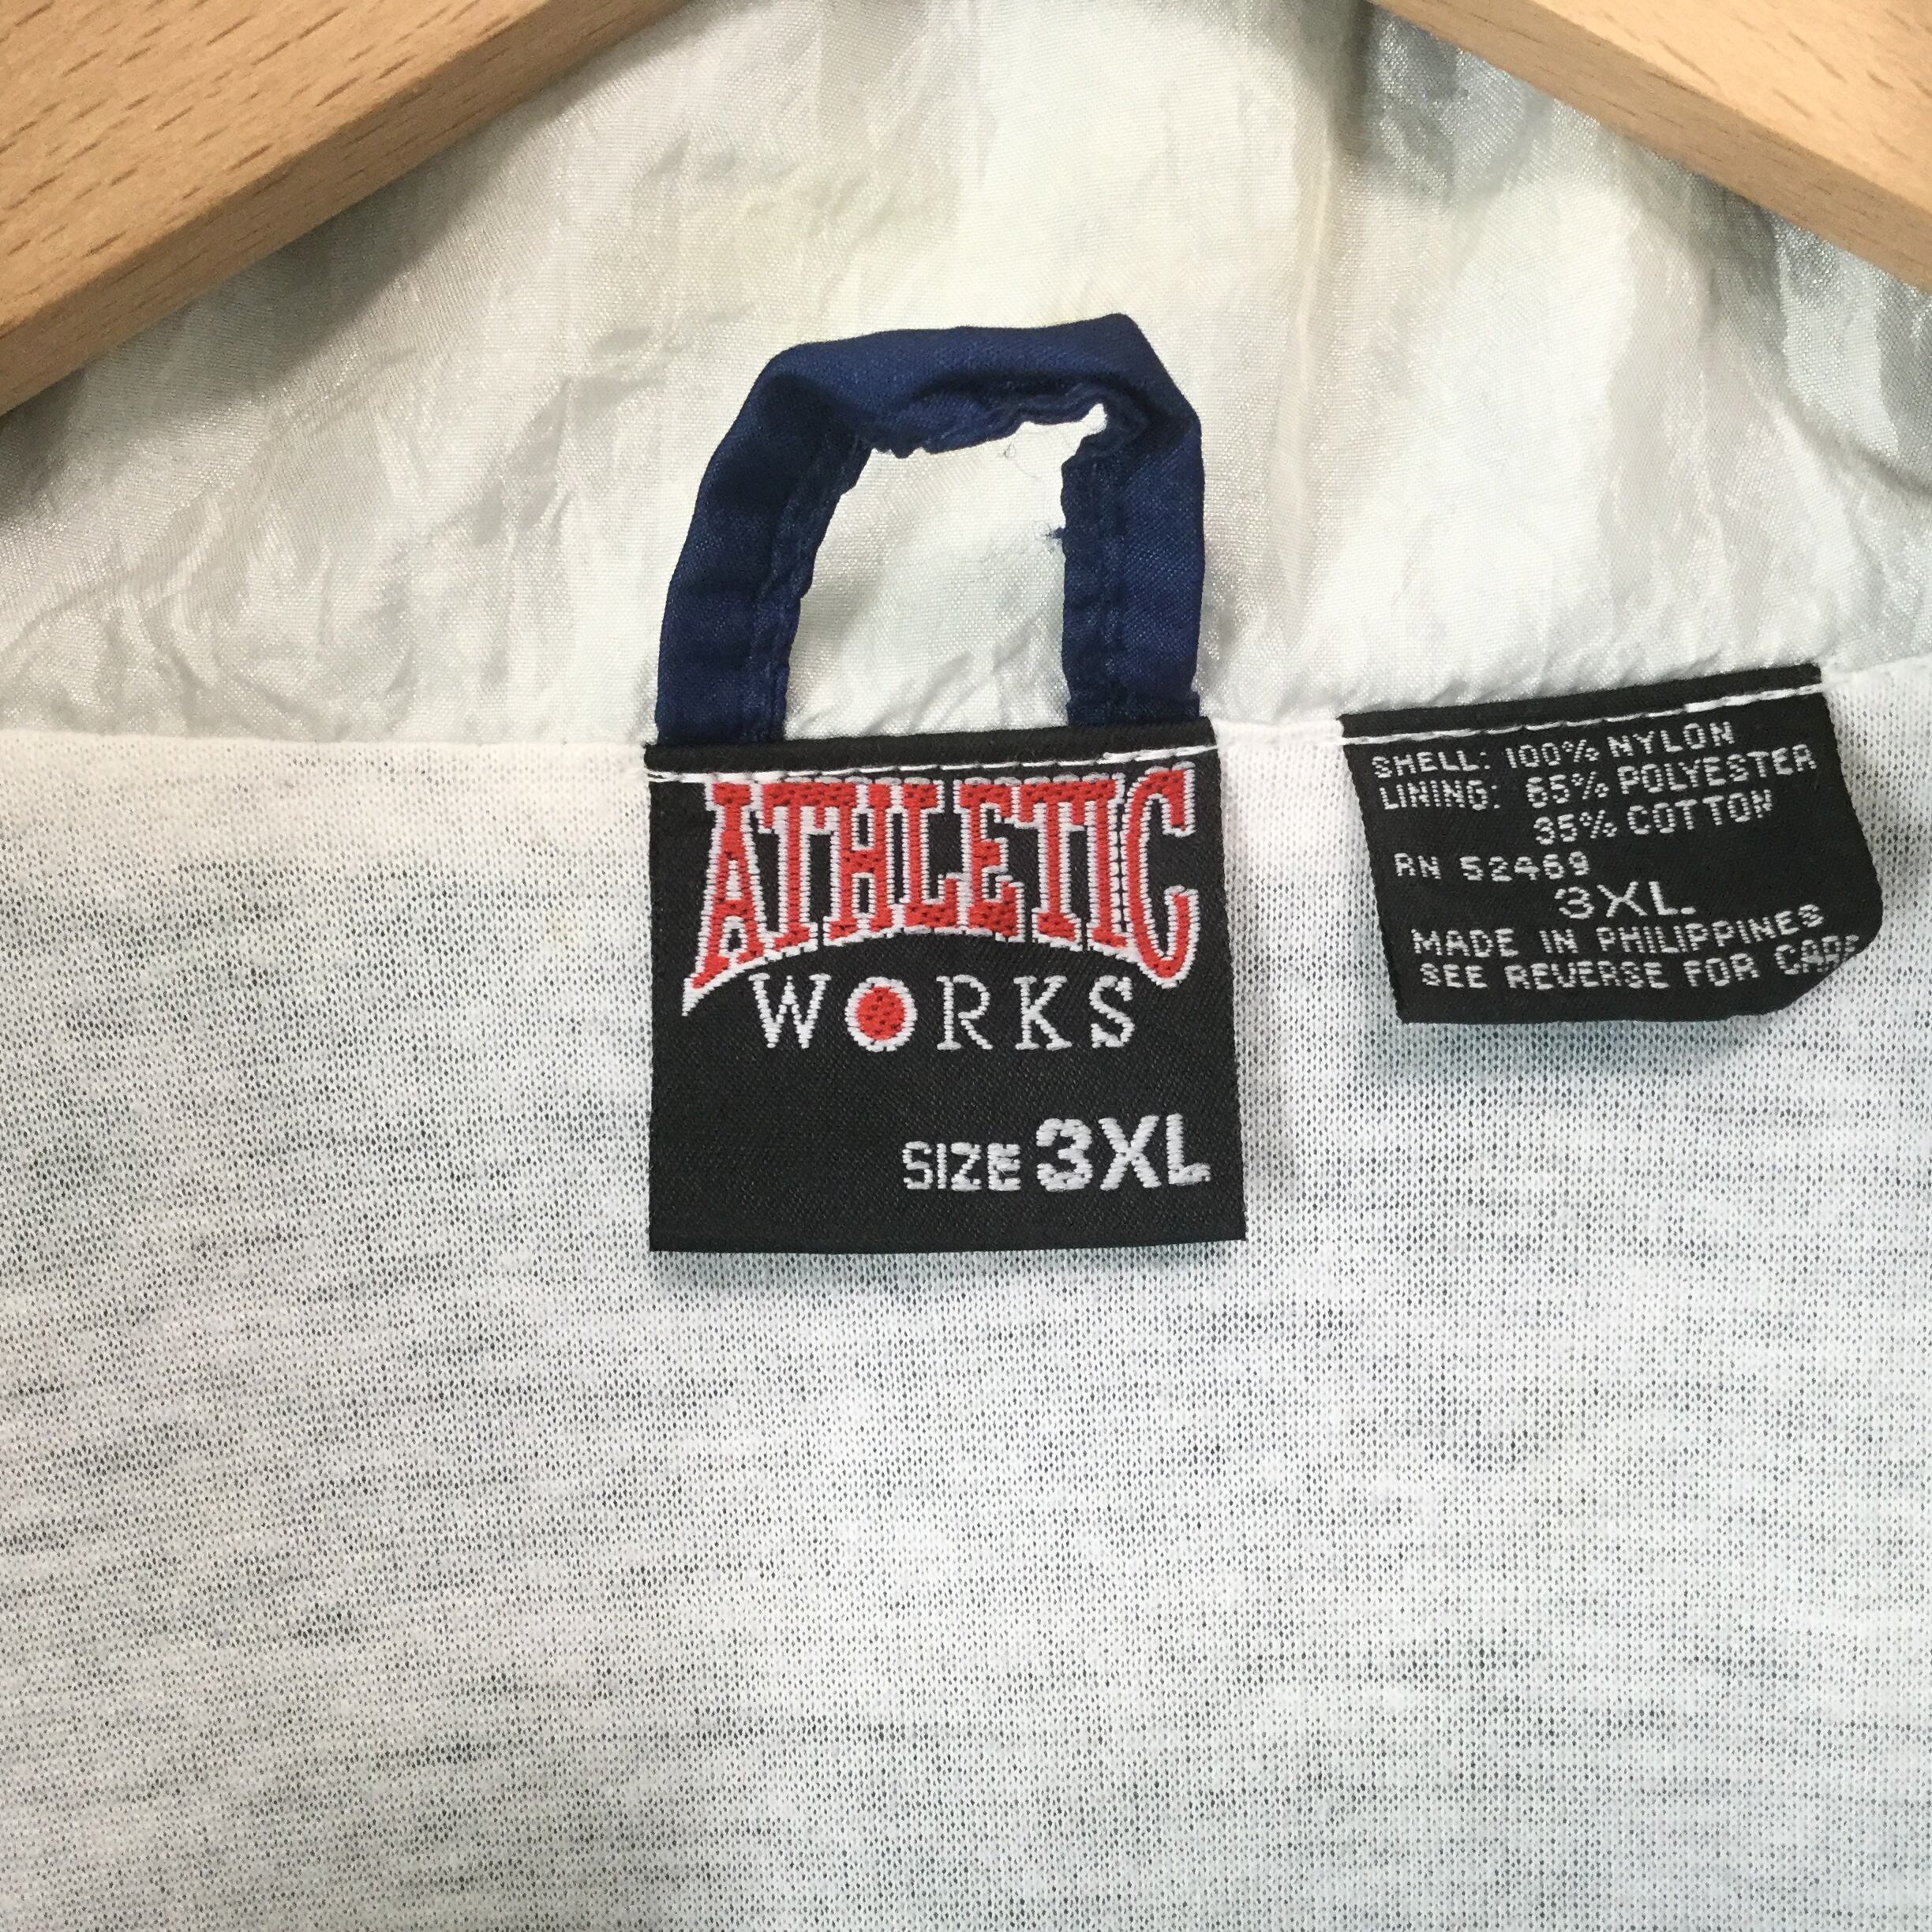 ATHLETIC
WORKS
SIZE 3XL
SHELL: 100% NYLON
LINING: 65% POLYESTER
35% COTTON
RN 52469
3XL
MADE IN PHILIPPINES
SEE REVERSE FOR CARE